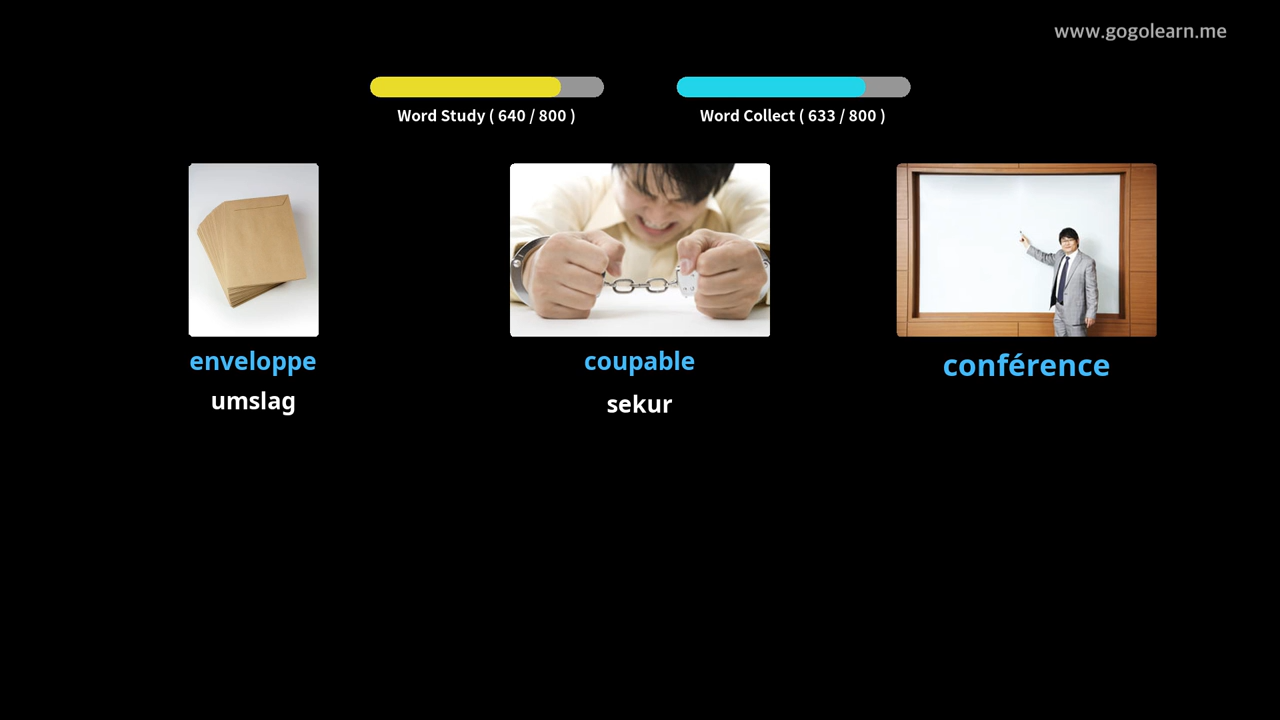 www.gogolearn.me
Word Study ( 640 / 800 )
Word Collect ( 633 / 800 )
enveloppe
umslag
coupable
sekur
conférence